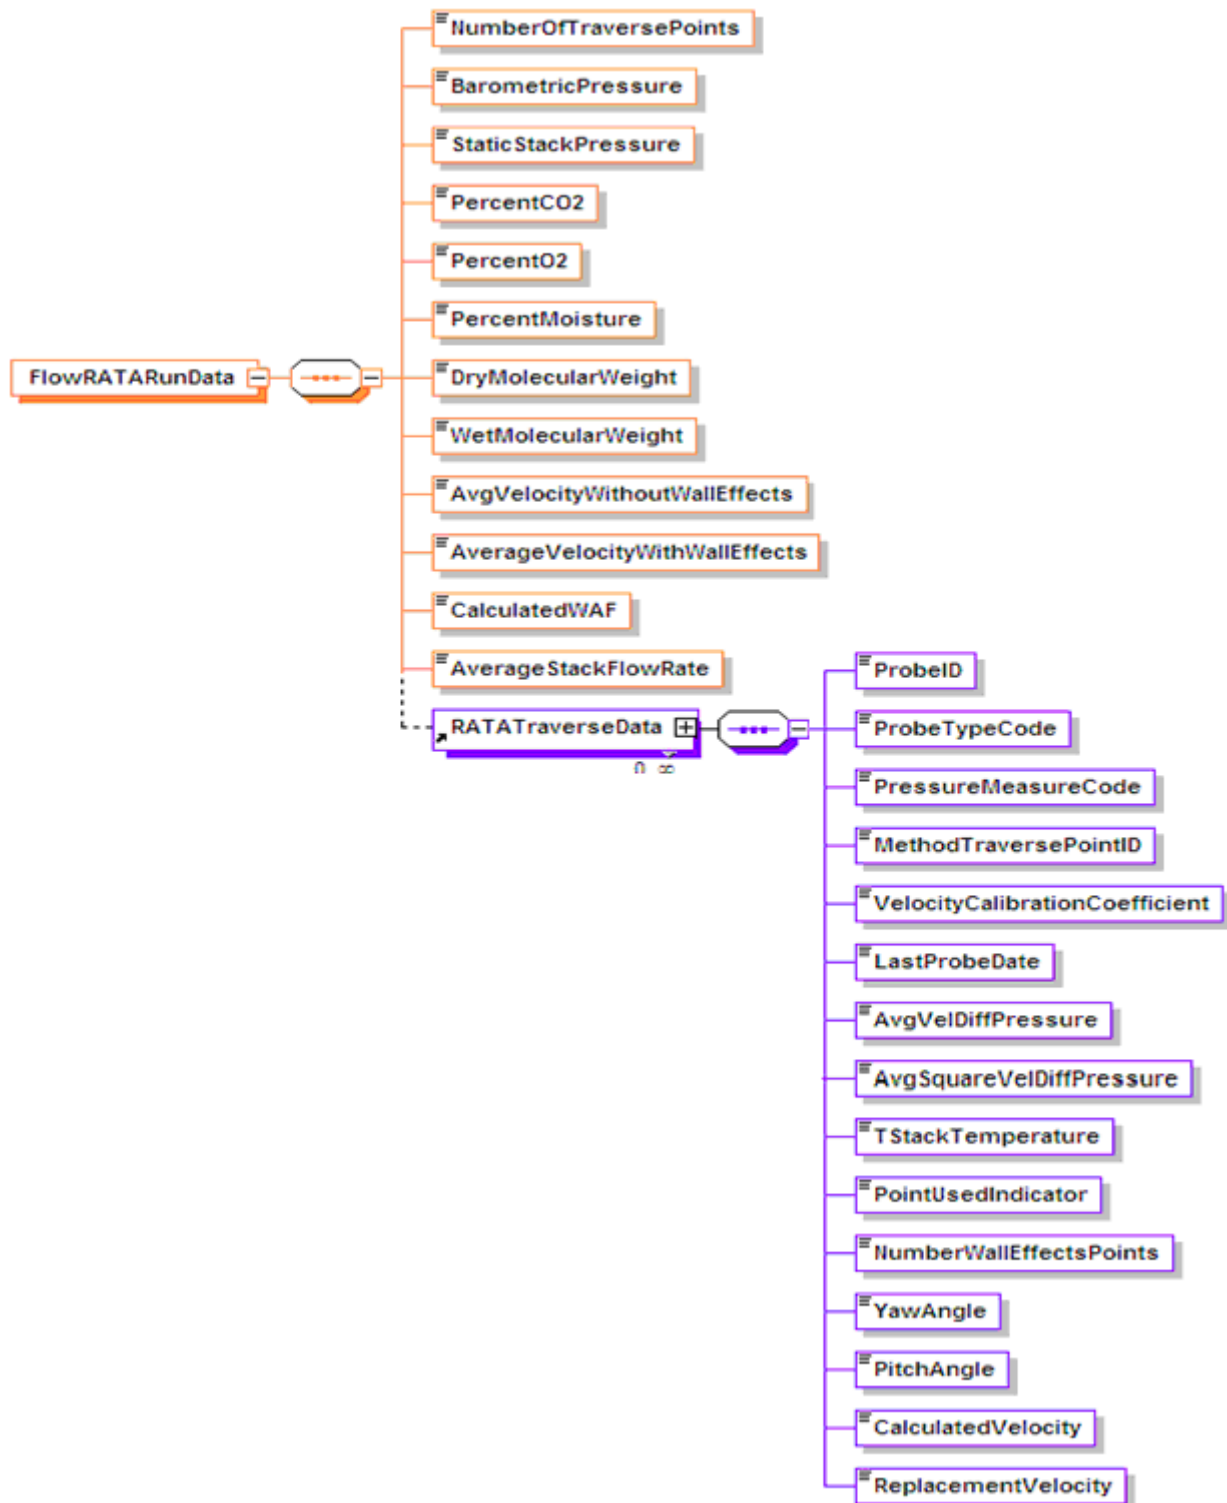 NumberOfTraversePoints
BarometricPressure
StaticStackPressure
PercentCO2
PercentO2
PercentMoisture
FlowRATARunData
DryMolecularWeight
WetMolecularWeight
AvgVelocityWithoutWallEffects
AverageVelocityWithWallEffects
CalculatedWAF
AverageStackFlowRate
RATATraverseData
ProbeID
ProbeTypeCode
PressureMeasureCode
MethodTraversePointID
VelocityCalibrationCoefficient
LastProbeDate
AvgVelDiffPressure
AvgSquareVelDiffPressure
TStackTemperature
PointUsedIndicator
NumberWallEffectsPoints
YawAngle
PitchAngle
CalculatedVelocity
ReplacementVelocity